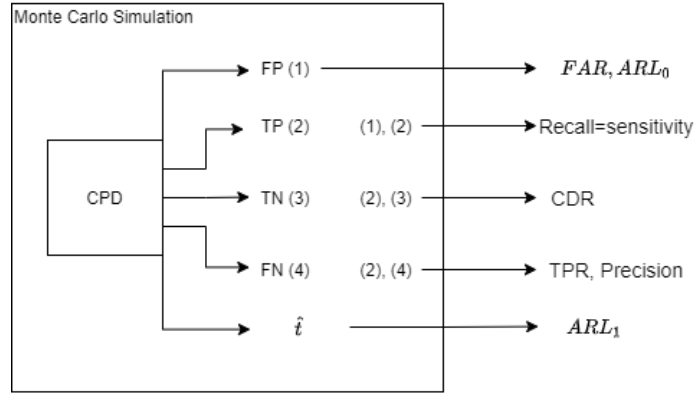 Monte Carlo Simulation
FP (1) FAR, ARL₀
TP (2) (1), (2) Recall=sensitivity
CPD TN (3) (2), (3) CDR
FN (4) (2), (4) TPR, Precision
t̂ ARL₁